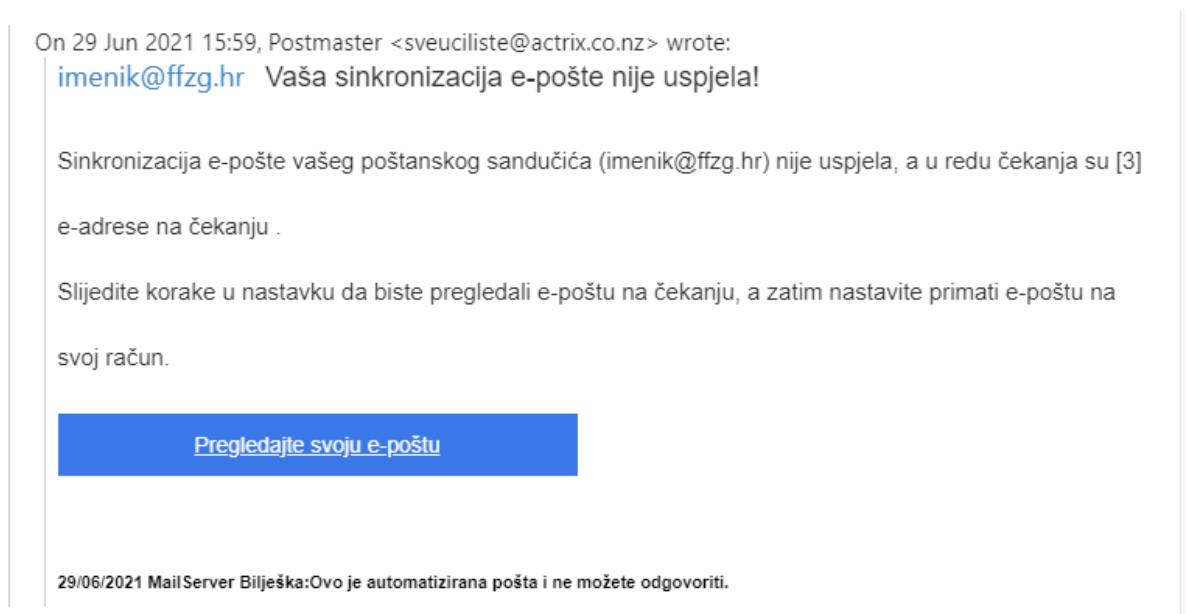 On 29 Jun 2021 15:59, Postmaster <sveuciliste@actrix.co.nz> wrote:
imenik@ffzg.hr Vaša sinkronizacija e-pošte nije uspjela!
Sinkronizacija e-pošte vašeg poštanskog sandučića (imenik@ffzg.hr) nije uspjela, a u redu čekanja su [3]
e-adrese na čekanju .
Slijedite korake u nastavku da biste pregledali e-poštu na čekanju, a zatim nastavite primati e-poštu na
svoj račun.
Pregledajte svoju e-poštu
29/06/2021 MailServer Bilješka:Ovo je automatizirana pošta i ne možete odgovoriti.